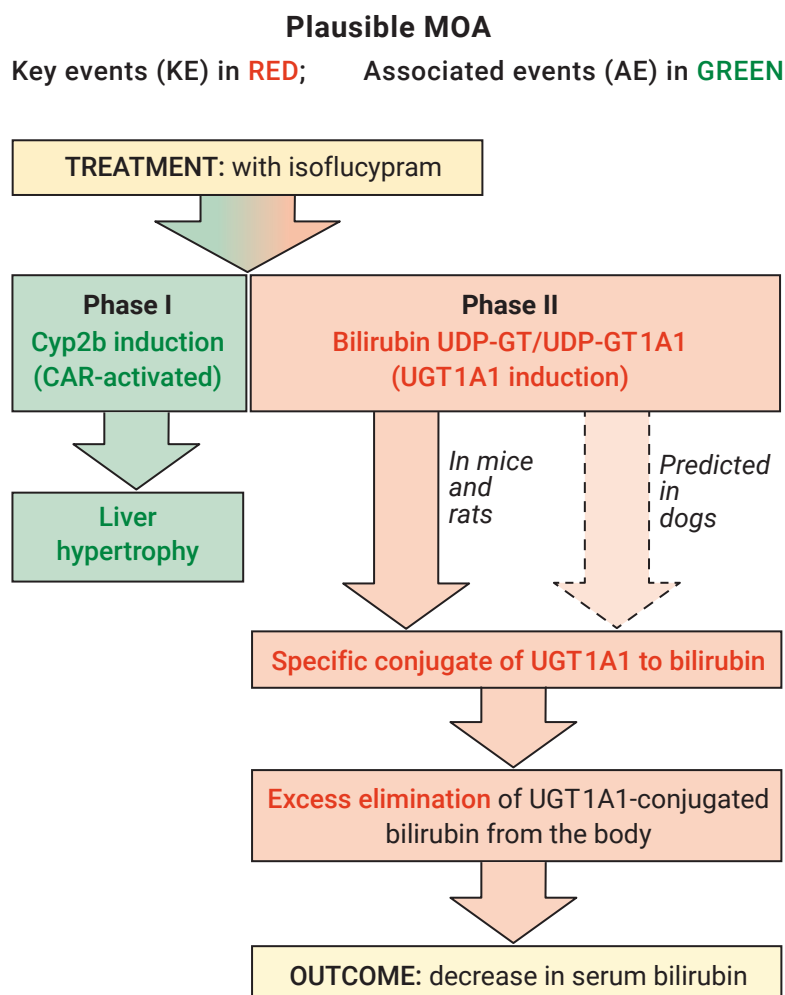 Plausible MOA
Key events (KE) in RED; Associated events (AE) in GREEN
TREATMENT: with isoflucypram
Phase I
Cyp2b induction
(CAR-activated)
Phase II
Bilirubin UDP-GT/UDP-GT1A1
(UGT1A1 induction)
Liver
hypertrophy
In mice
and
rats
Predicted
in
dogs
Specific conjugate of UGT1A1 to bilirubin
Excess elimination of UGT1A1-conjugated
bilirubin from the body
OUTCOME: decrease in serum bilirubin